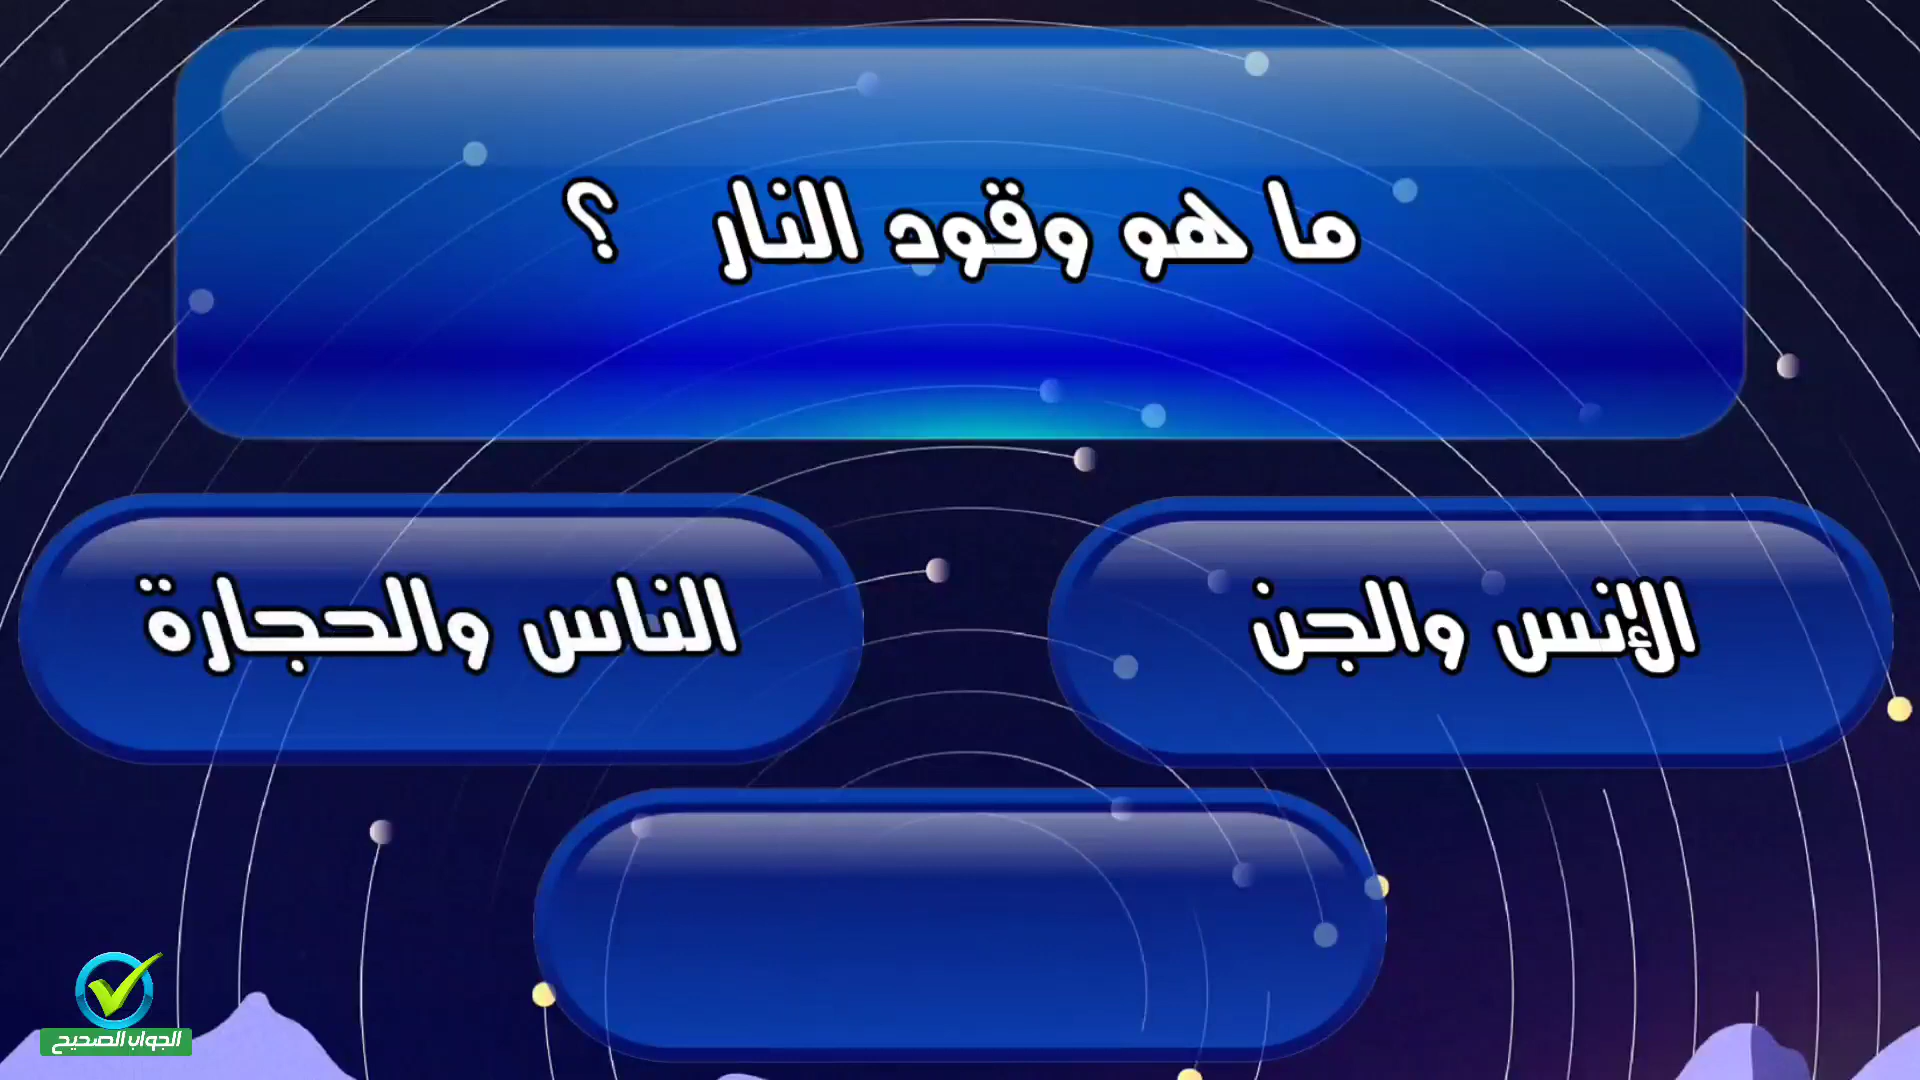 ما هو وقود النار ؟
الإنس والجن
الناس والحجارة
الجواب الصحيح